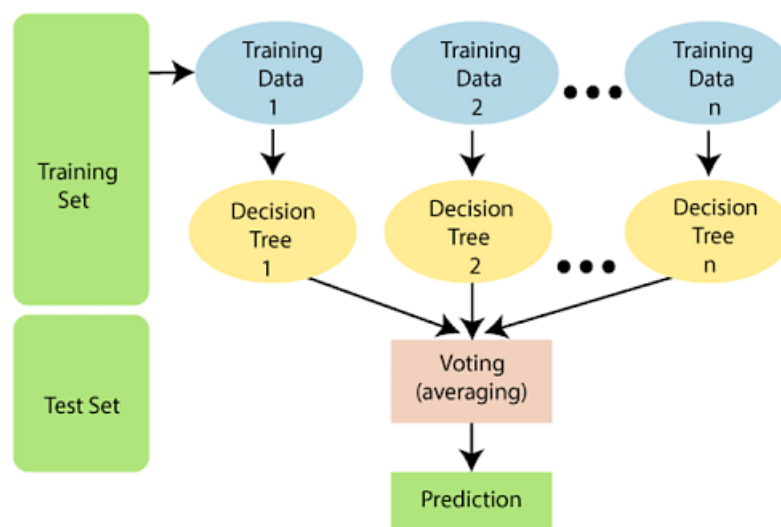 Training
Data
1
Training
Data
2
Training
Data
n
Training
Set
Decision
Tree
1
Decision
Tree
2
Decision
Tree
n
Test Set
Voting
(averaging)
Prediction